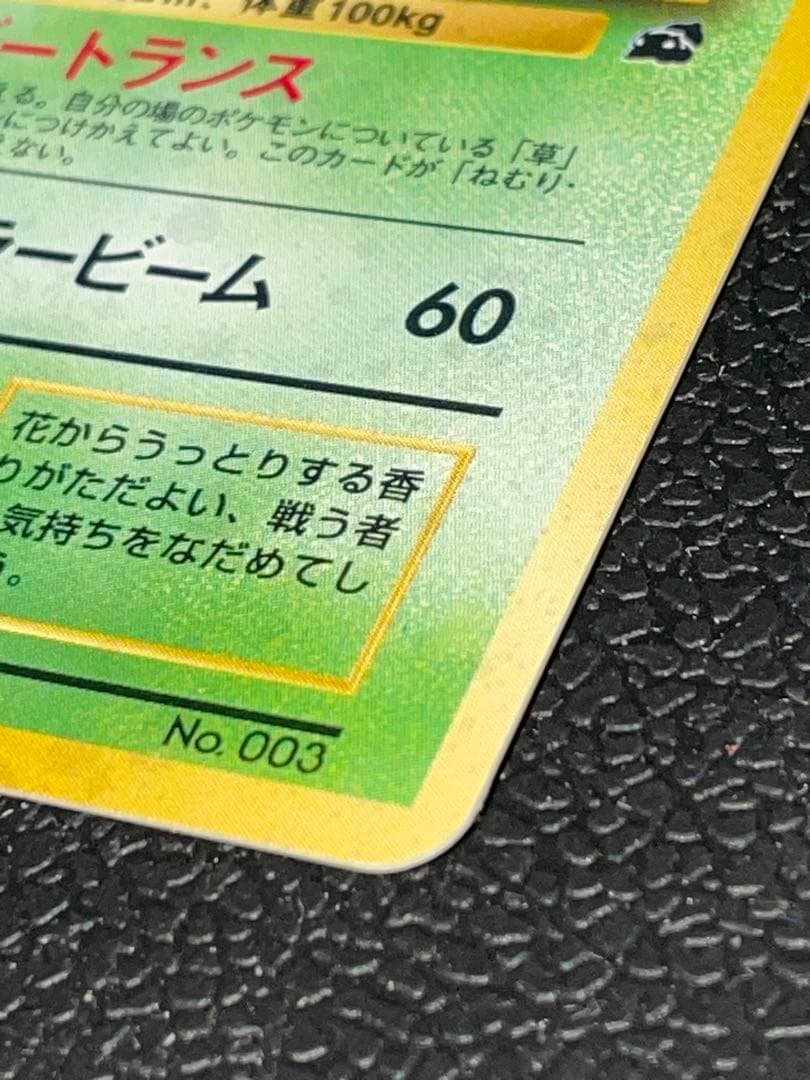 体重100kg
ートランス
える。自分の場のポケモンについている「草」
につけかえてよい。このカードが「ねむり・
ない。
ラービーム 60
花からうっとりする香
りがただよい、戦う者
気持ちをなだめてし
う。
No. 003